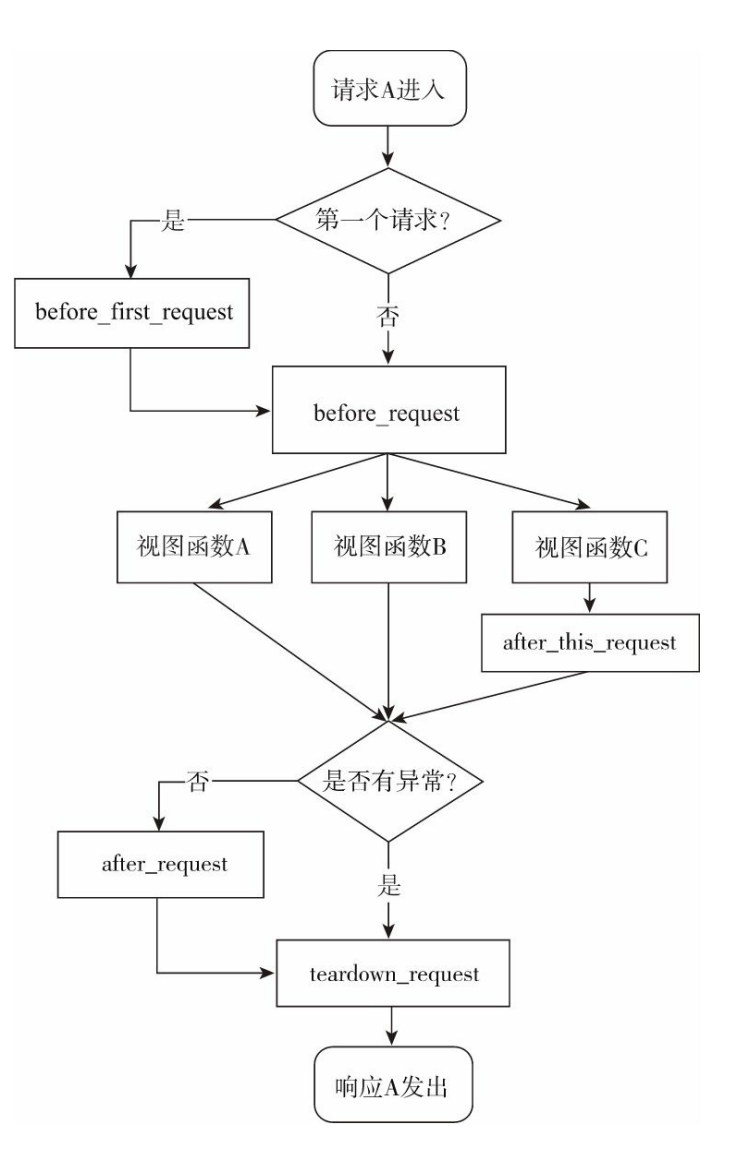 请求A进入
第一个请求?
是
before_first_request
否
before_request
视图函数A
视图函数B
视图函数C
after_this_request
是否有异常?
否
after_request
是
teardown_request
响应A发出